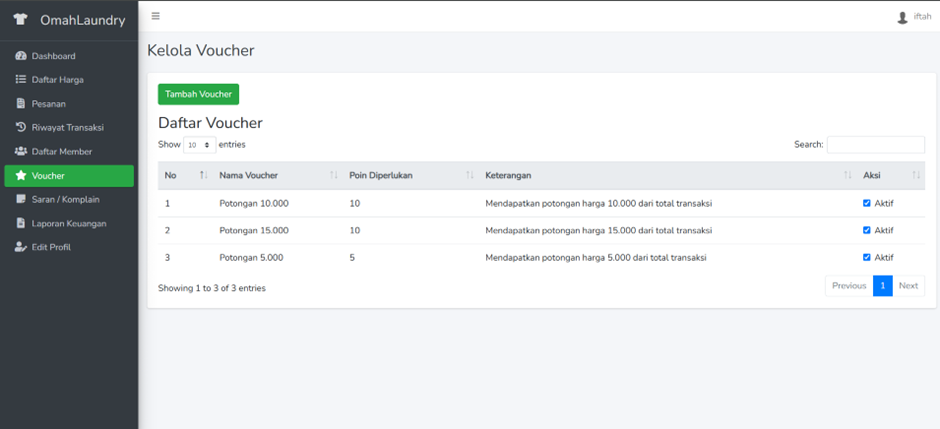 OmahLaundry
iftah
Dashboard
Daftar Harga
Pesanan
Riwayat Transaksi
Daftar Member
Voucher
Saran / Komplain
Laporan Keuangan
Edit Profil
Kelola Voucher
Tambah Voucher
Daftar Voucher
Show 10 entries Search:
No Nama Voucher Poin Diperlukan Keterangan Aksi
1 Potongan 10.000 10 Mendapatkan potongan harga 10.000 dari total transaksi Aktif
2 Potongan 15.000 10 Mendapatkan potongan harga 15.000 dari total transaksi Aktif
3 Potongan 5.000 5 Mendapatkan potongan harga 5.000 dari total transaksi Aktif
Showing 1 to 3 of 3 entries Previous 1 Next